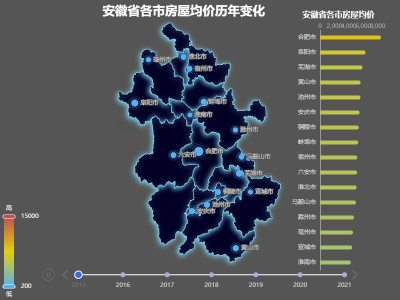 安徽省各市房屋均价历年变化
安徽省各市房屋均价
0 2,000 4,000 6,000 8,000
合肥市
阜阳市
芜湖市
黄山市
池州市
安庆市
铜陵市
蚌埠市
宿州市
六安市
淮北市
马鞍山市
滁州市
亳州市
宣城市
淮南市
淮北市
亳州市
宿州市
阜阳市
蚌埠市
淮南市
滁州市
六安市
合肥市
马鞍山市
芜湖市
铜陵市
宣城市
池州市
安庆市
黄山市
高
15000
200
低
2015 2016 2017 2018 2019 2020 2021